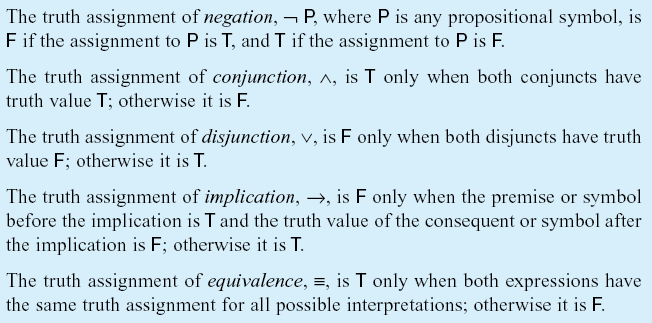 The truth assignment of negation, ¬ P, where P is any propositional symbol, is
F if the assignment to P is T, and T if the assignment to P is F.
The truth assignment of conjunction, ∧, is T only when both conjuncts have
truth value T; otherwise it is F.
The truth assignment of disjunction, ∨, is F only when both disjuncts have truth
value F; otherwise it is T.
The truth assignment of implication, →, is F only when the premise or symbol
before the implication is T and the truth value of the consequent or symbol after
the implication is F; otherwise it is T.
The truth assignment of equivalence, ≡, is T only when both expressions have
the same truth assignment for all possible interpretations; otherwise it is F.